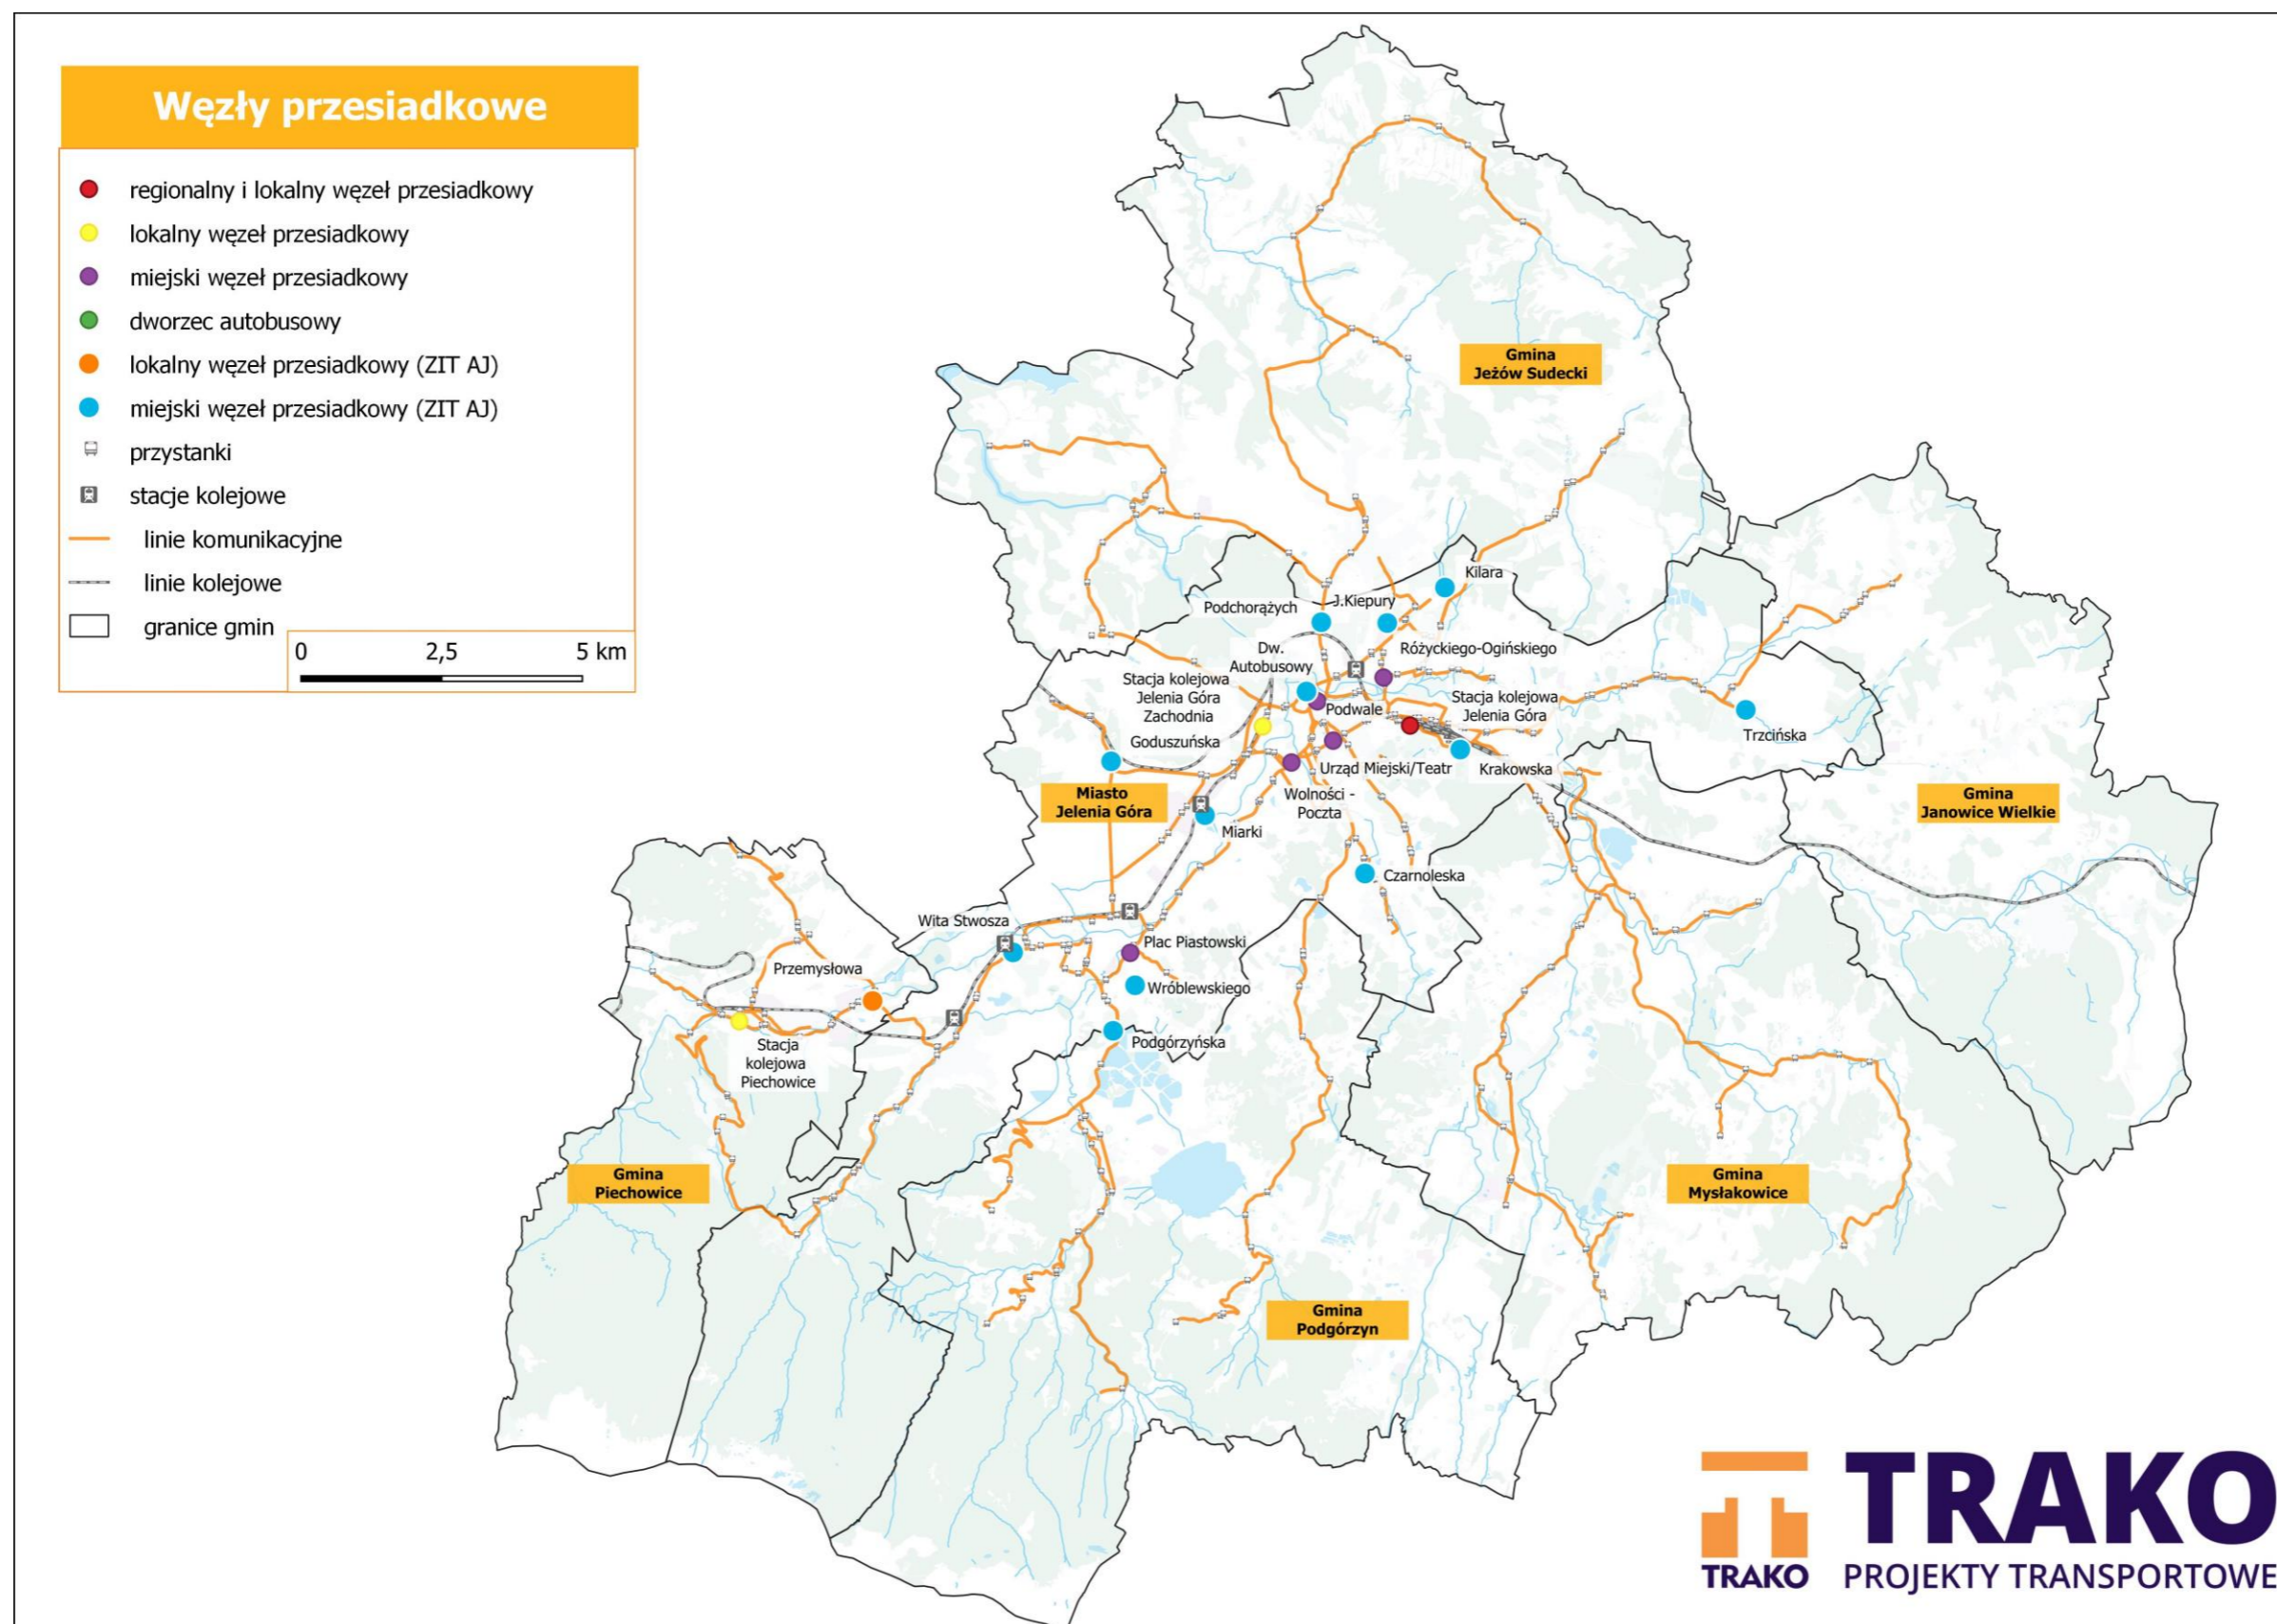 Węzły przesiadkowe
regionalny i lokalny węzeł przesiadkowy
lokalny węzeł przesiadkowy
miejski węzeł przesiadkowy
dworzec autobusowy
lokalny węzeł przesiadkowy (ZIT AJ)
miejski węzeł przesiadkowy (ZIT AJ)
przystanki
stacje kolejowe
linie komunikacyjne
linie kolejowe
granice gmin
0 2,5 5 km
Gmina
Jeżów Sudecki
Kilara
Podchorążych
J.Kiepury
Dw.
Autobusowy
Różyckiego-Ogińskiego
Stacja kolejowa
Jelenia Góra
Zachodnia
Podwale
Stacja kolejowa
Jelenia Góra
Trzcińska
Goduszuńska
Urząd Miejski/Teatr
Krakowska
Miasto
Jelenia Góra
Wolności -
Poczta
Gmina
Janowice Wielkie
Miarki
Czarnoleska
Wita Stwosza
Plac Piastowski
Przemysłowa
Wróblewskiego
Podgórzyńska
Stacja
kolejowa
Piechowice
Gmina
Piechowice
Gmina
Mysłakowice
Gmina
Podgórzyn
TRAKO
TRAKO
PROJEKTY TRANSPORTOWE